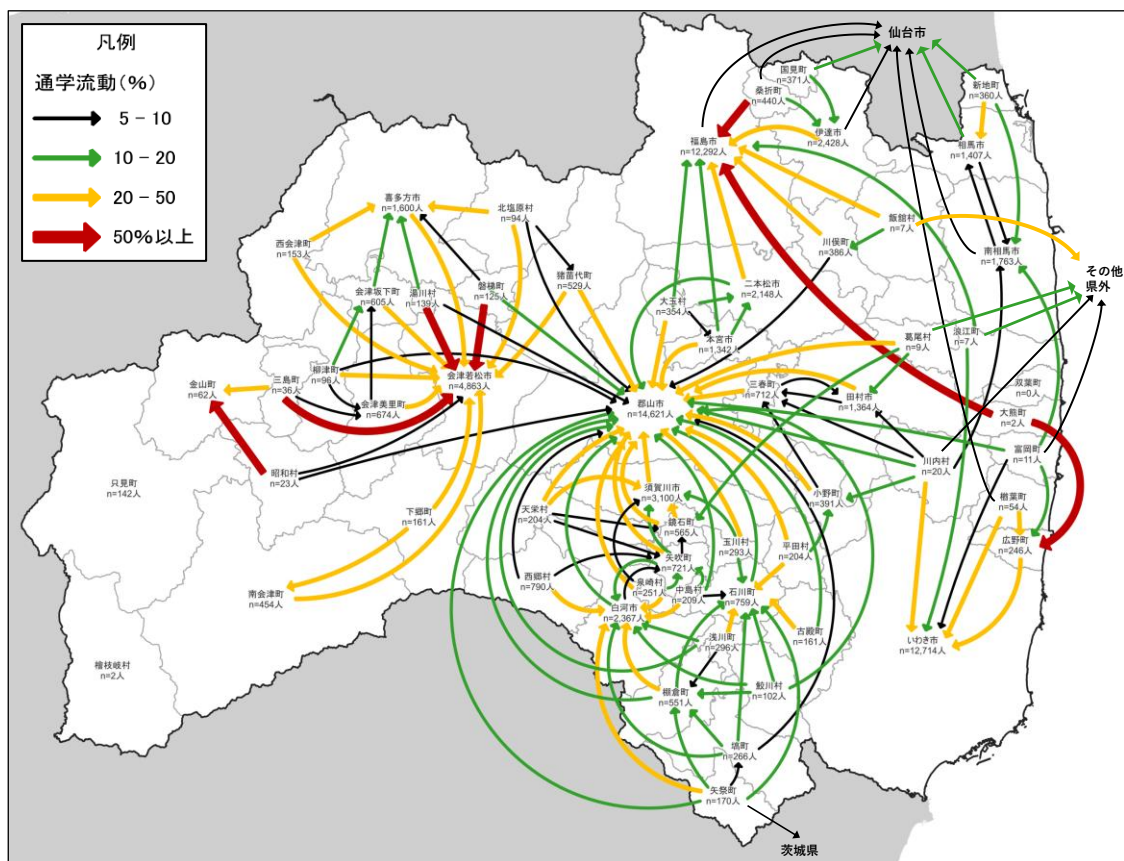 凡例
通学流動(%)
5 - 10
10 - 20
20 - 50
50%以上
仙台市
国見町
n=371人
桑折町
n=440人
新地町
n=360人
福島市
n=12,292人
伊達市
n=2,428人
相馬市
n=1,407人
喜多方市
n=1,600人
北塩原村
n=94人
飯舘村
n=7人
西会津町
n=153人
川俣町
n=386人
南相馬市
n=1,763人
その他
県外
猪苗代町
n=529人
会津坂下町
n=605人
湯川村
n=139人
磐梯町
n=125人
二本松市
n=2,148人
大玉村
n=354人
本宮市
n=1,342人
葛尾村
n=9人
浪江町
n=7人
金山町
n=62人
三島町
n=36人
柳津町
n=96人
会津若松市
n=4,863人
会津美里町
n=674人
郡山市
n=14,621人
三春町
n=712人
田村市
n=1,364人
双葉町
n=0人
大熊町
n=2人
富岡町
n=11人
川内村
n=20人
昭和村
n=23人
只見町
n=142人
須賀川市
n=3,100人
小野町
n=391人
楢葉町
n=54人
下郷町
n=161人
天栄村
n=204人
鏡石町
n=565人
広野町
n=246人
矢吹町
n=721人
玉川村
n=293人
平田村
n=204人
西郷村
n=790人
泉崎村
n=251人
中島村
n=209人
石川町
n=759人
南会津町
n=454人
白河市
n=2,367人
古殿町
n=161人
いわき市
n=12,714人
浅川町
n=296人
檜枝岐村
n=2人
棚倉町
n=551人
鮫川村
n=102人
塙町
n=266人
矢祭町
n=170人
茨城県